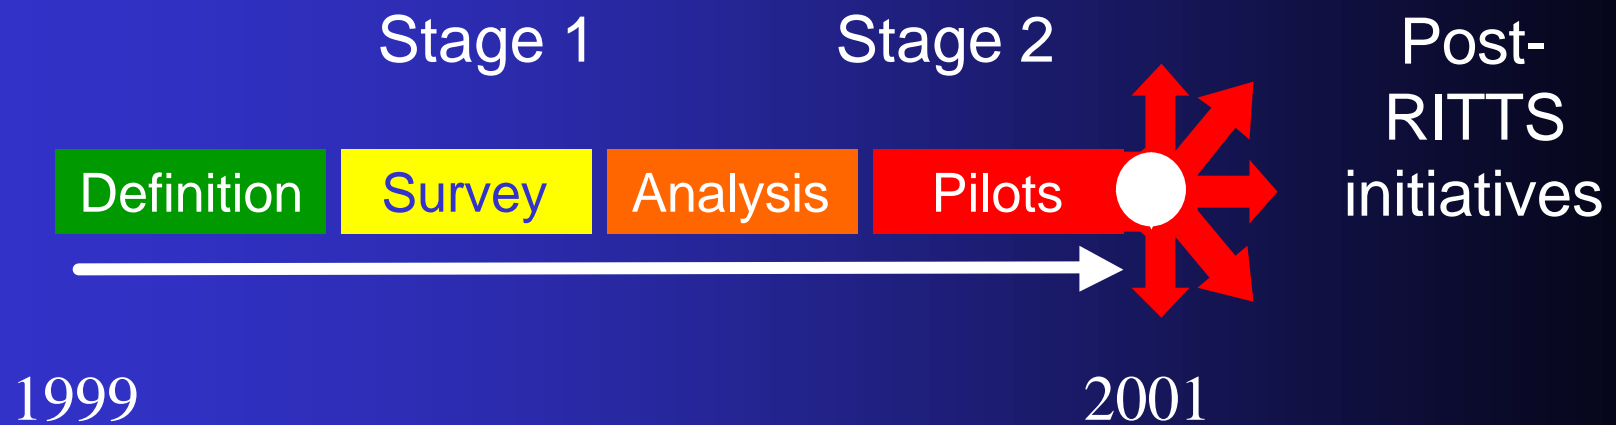 Stage 1
Stage 2
Post-
RITTS
initiatives
Definition
Survey
Analysis
Pilots
1999
2001